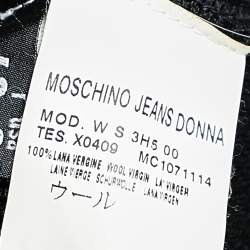 MOSCHINO JEANS DONNA
MOD. W S 3H5 00
TES. X0409 MC1071114
100% LANA VERGINE WOOL VIRGIN LA VIRGEN
LAINE VIERGE SCHURWOLLE LANA VIRGEN
ウール